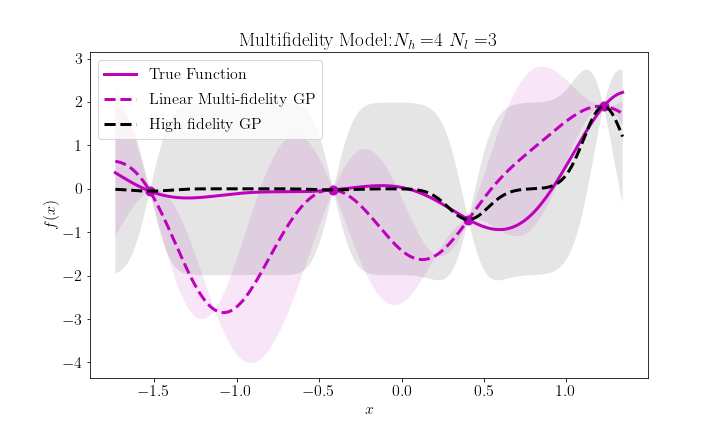 Multifidelity Model:$N_h$ =4 $N_l$ =3
True Function
Linear Multi-fidelity GP
High fidelity GP
3
2
1
0
−1
−2
−3
−4
f(x)
−1.5 −1.0 −0.5 0.0 0.5 1.0
x